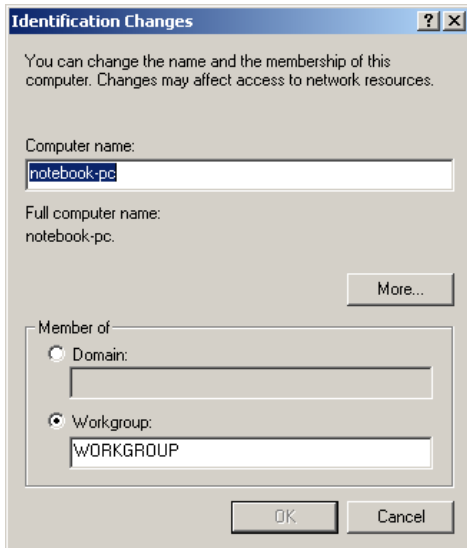 Identification Changes
You can change the name and the membership of this
computer. Changes may affect access to network resources.
Computer name:
notebook-pc
Full computer name:
notebook-pc.
More...
Member of
Domain:
Workgroup:
WORKGROUP
OK
Cancel